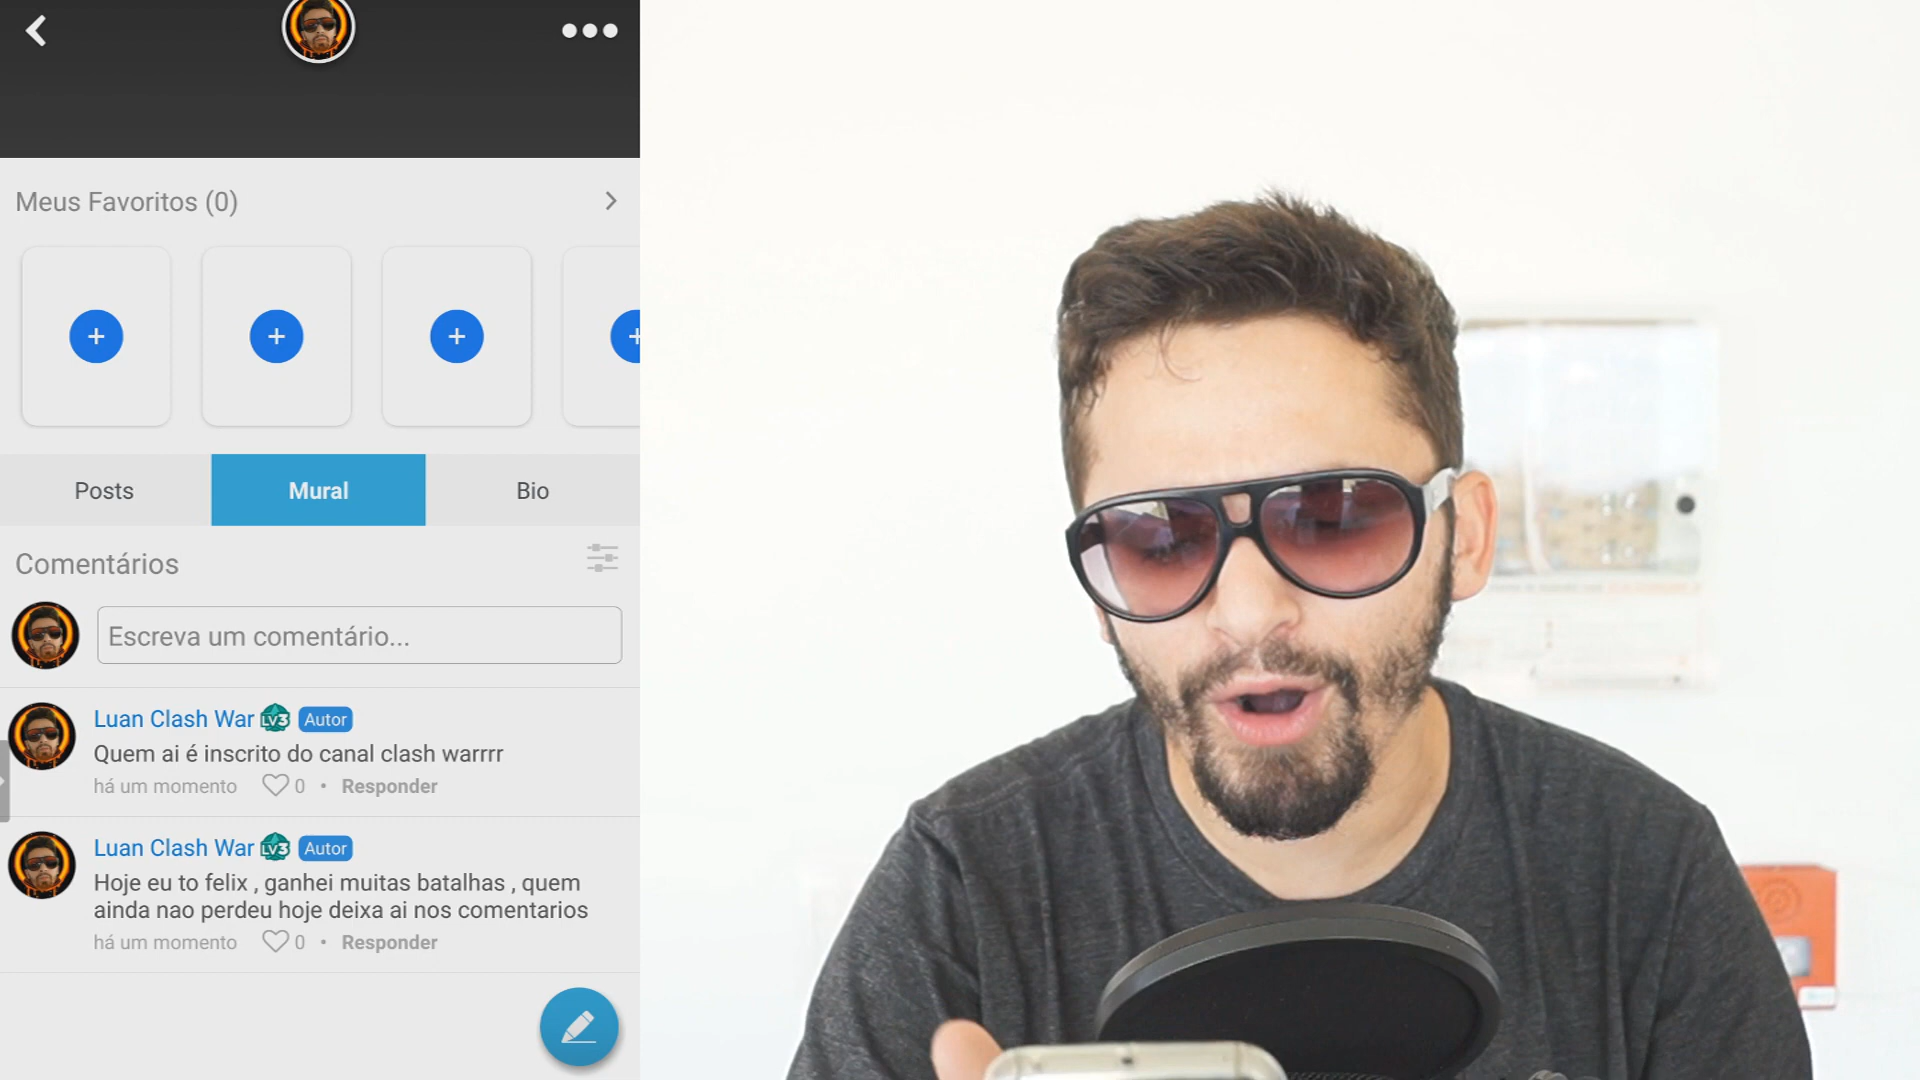 Meus Favoritos (0)
Posts
Mural
Bio
Comentários
Escreva um comentário...
Luan Clash War LV3 Autor
Quem ai é inscrito do canal clash warrrr
há um momento 0 • Responder
Luan Clash War LV3 Autor
Hoje eu to felix , ganhei muitas batalhas , quem
ainda nao perdeu hoje deixa ai nos comentarios
há um momento 0 • Responder